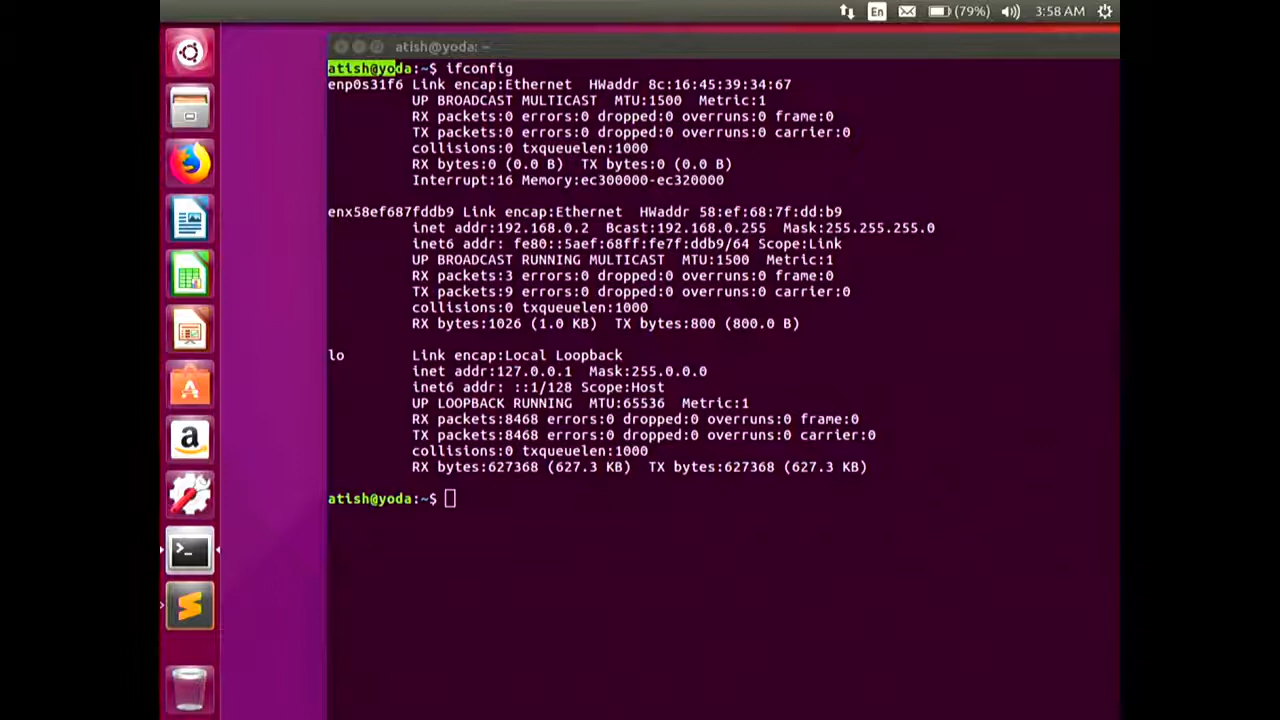 En (79%) 3:58 AM
atish@yoda: ~
atish@yoda:~$ ifconfig
enp0s31f6 Link encap:Ethernet  HWaddr 8c:16:45:39:34:67
UP BROADCAST MULTICAST  MTU:1500  Metric:1
RX packets:0 errors:0 dropped:0 overruns:0 frame:0
TX packets:0 errors:0 dropped:0 overruns:0 carrier:0
collisions:0 txqueuelen:1000
RX bytes:0 (0.0 B)  TX bytes:0 (0.0 B)
Interrupt:16 Memory:ec300000-ec320000
enx58ef687fddb9 Link encap:Ethernet  HWaddr 58:ef:68:7f:dd:b9
inet addr:192.168.0.2  Bcast:192.168.0.255  Mask:255.255.255.0
inet6 addr: fe80::5aef:68ff:fe7f:ddb9/64 Scope:Link
UP BROADCAST RUNNING MULTICAST  MTU:1500  Metric:1
RX packets:3 errors:0 dropped:0 overruns:0 frame:0
TX packets:9 errors:0 dropped:0 overruns:0 carrier:0
collisions:0 txqueuelen:1000
RX bytes:1026 (1.0 KB)  TX bytes:800 (800.0 B)
lo        Link encap:Local Loopback
inet addr:127.0.0.1  Mask:255.0.0.0
inet6 addr: ::1/128 Scope:Host
UP LOOPBACK RUNNING  MTU:65536  Metric:1
RX packets:8468 errors:0 dropped:0 overruns:0 frame:0
TX packets:8468 errors:0 dropped:0 overruns:0 carrier:0
collisions:0 txqueuelen:1000
RX bytes:627368 (627.3 KB)  TX bytes:627368 (627.3 KB)
atish@yoda:~$